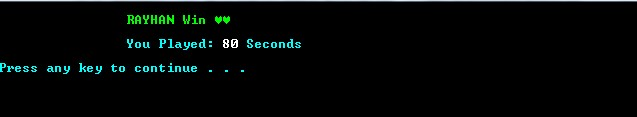 RAYHAN Win ♥♥
You Played: 80 Seconds
Press any key to continue . . .